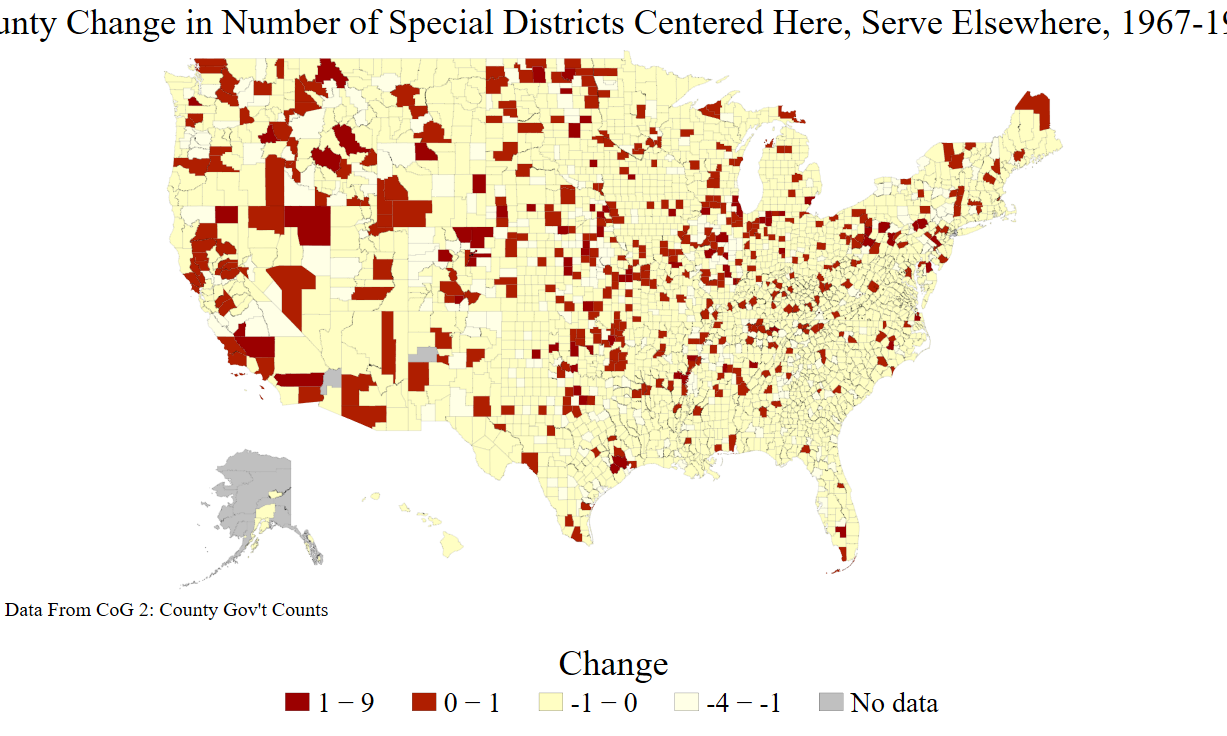 unty Change in Number of Special Districts Centered Here, Serve Elsewhere, 1967-19
Data From CoG 2: County Gov't Counts
Change
1 − 9
0 − 1
-1 − 0
-4 − -1
No data